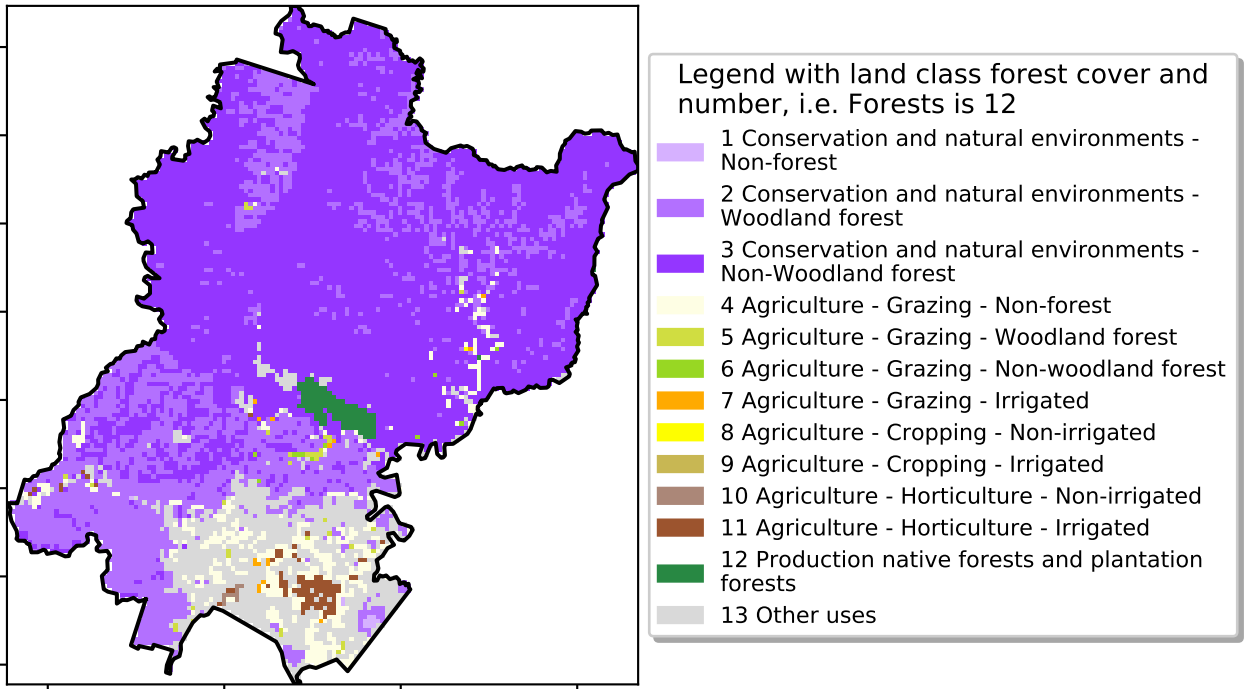 Legend with land class forest cover and
number, i.e. Forests is 12
1 Conservation and natural environments -
Non-forest
2 Conservation and natural environments -
Woodland forest
3 Conservation and natural environments -
Non-Woodland forest
4 Agriculture - Grazing - Non-forest
5 Agriculture - Grazing - Woodland forest
6 Agriculture - Grazing - Non-woodland forest
7 Agriculture - Grazing - Irrigated
8 Agriculture - Cropping - Non-irrigated
9 Agriculture - Cropping - Irrigated
10 Agriculture - Horticulture - Non-irrigated
11 Agriculture - Horticulture - Irrigated
12 Production native forests and plantation
forests
13 Other uses